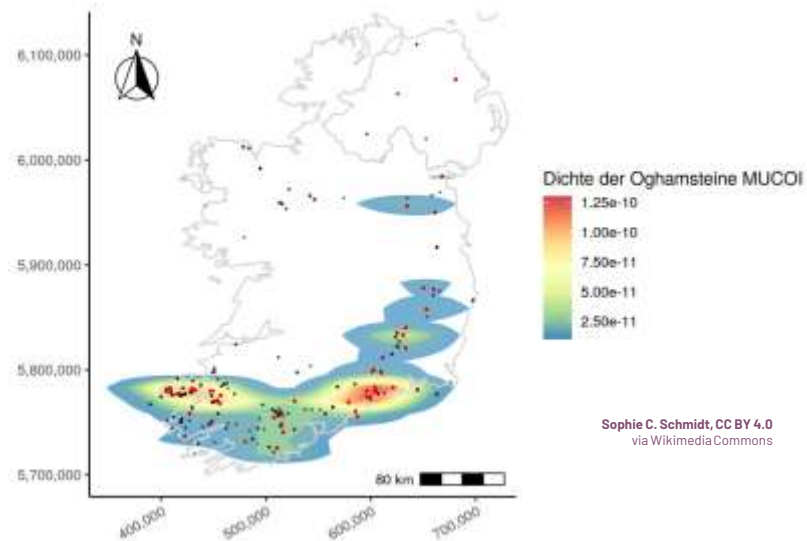 N
6,100,000
6,000,000
5,900,000
5,800,000
5,700,000
80 km
400,000
500,000
600,000
700,000
Dichte der Oghamsteine MUCOI
1.25e-10
1.00e-10
7.50e-11
5.00e-11
2.50e-11
Sophie C. Schmidt, CC BY 4.0
via Wikimedia Commons